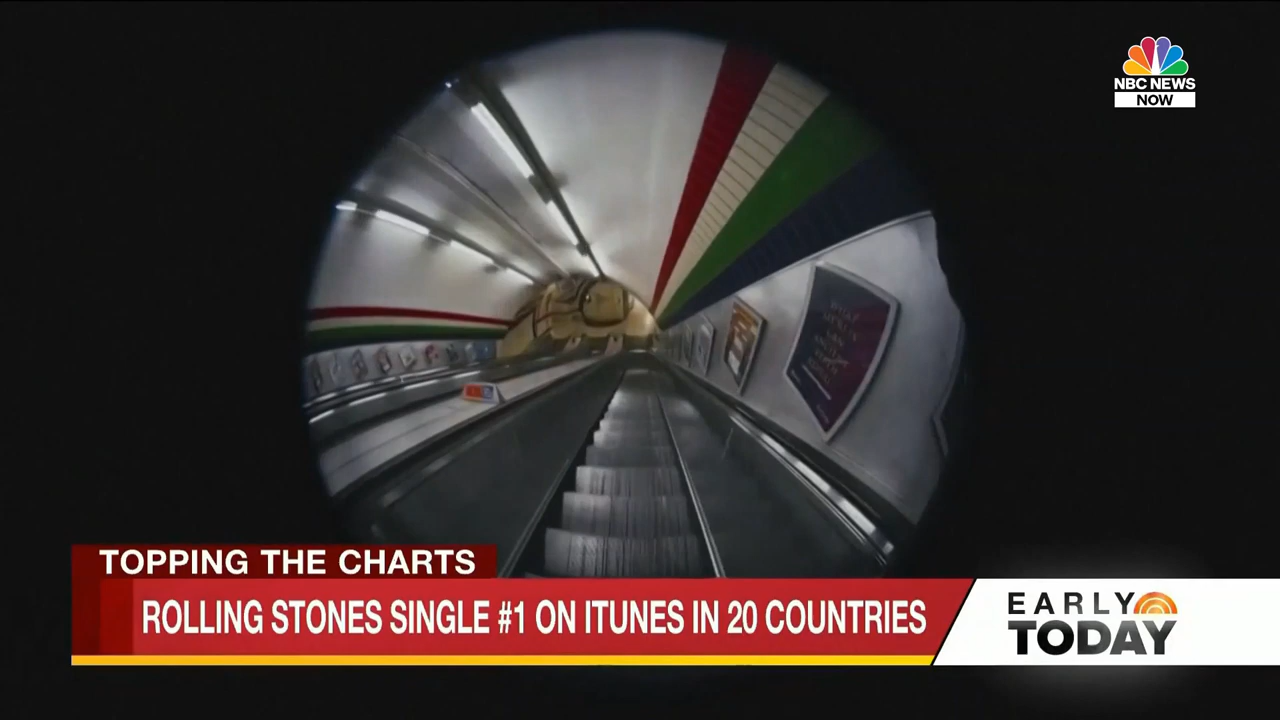 NBC NEWS
NOW
TOPPING THE CHARTS
ROLLING STONES SINGLE #1 ON ITUNES IN 20 COUNTRIES
EARLY
TODAY